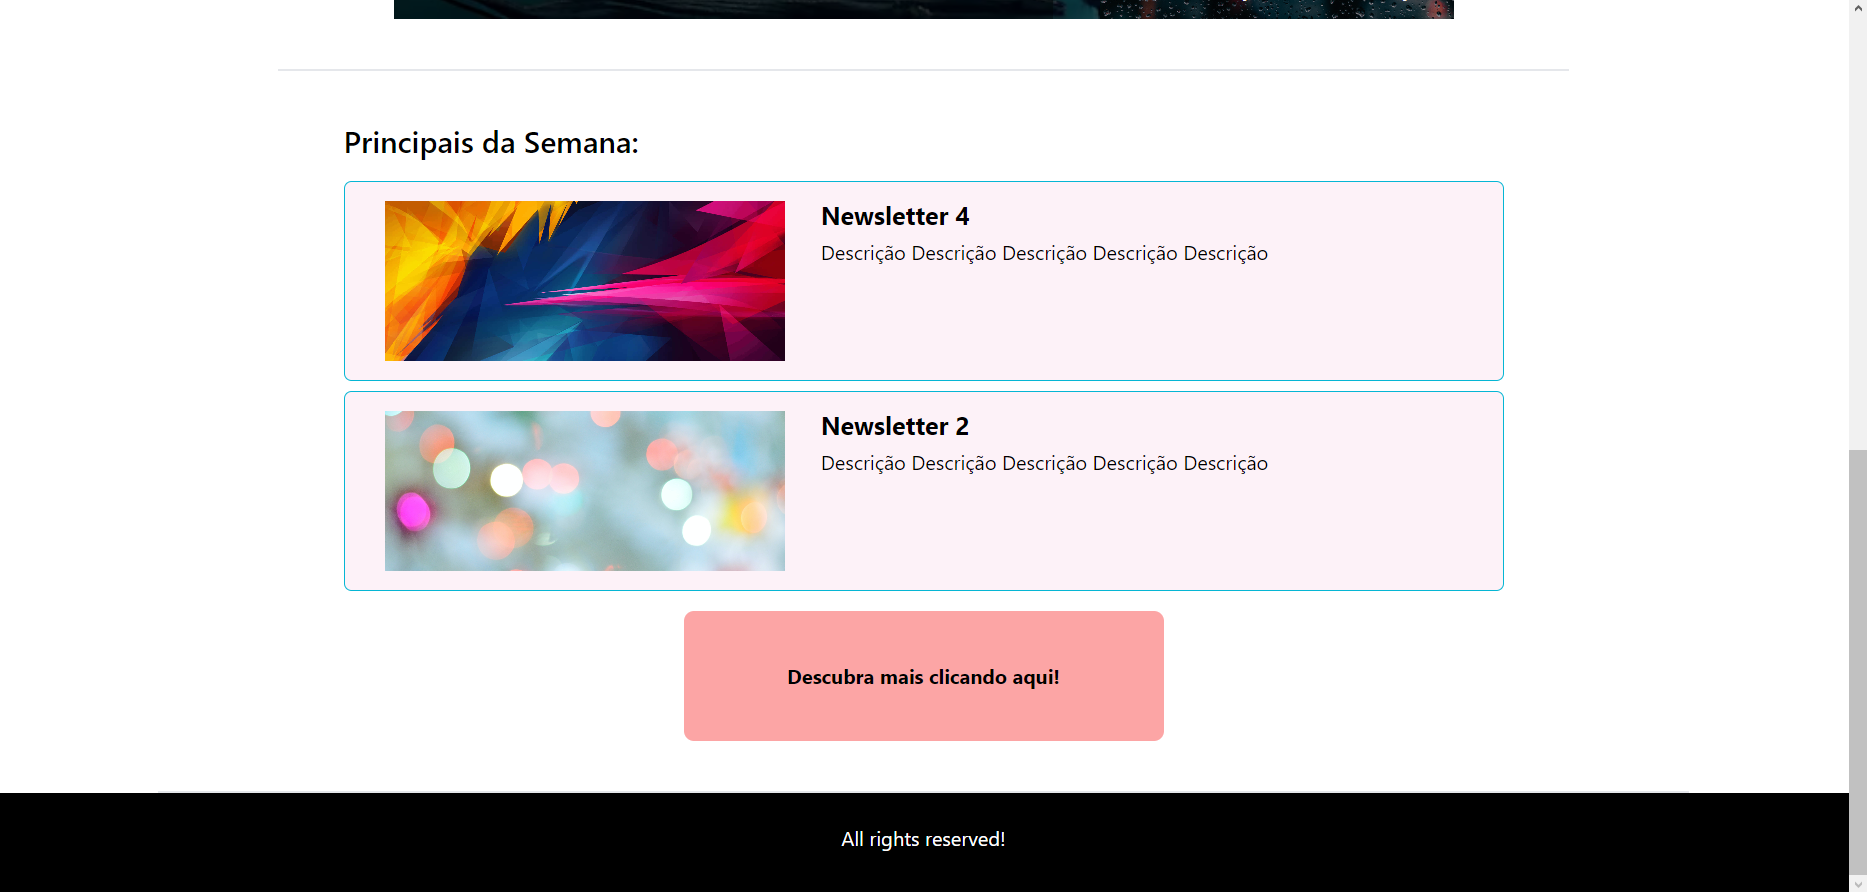 Principais da Semana:
Newsletter 4
Descrição Descrição Descrição Descrição Descrição
Newsletter 2
Descrição Descrição Descrição Descrição Descrição
Descubra mais clicando aqui!
All rights reserved!